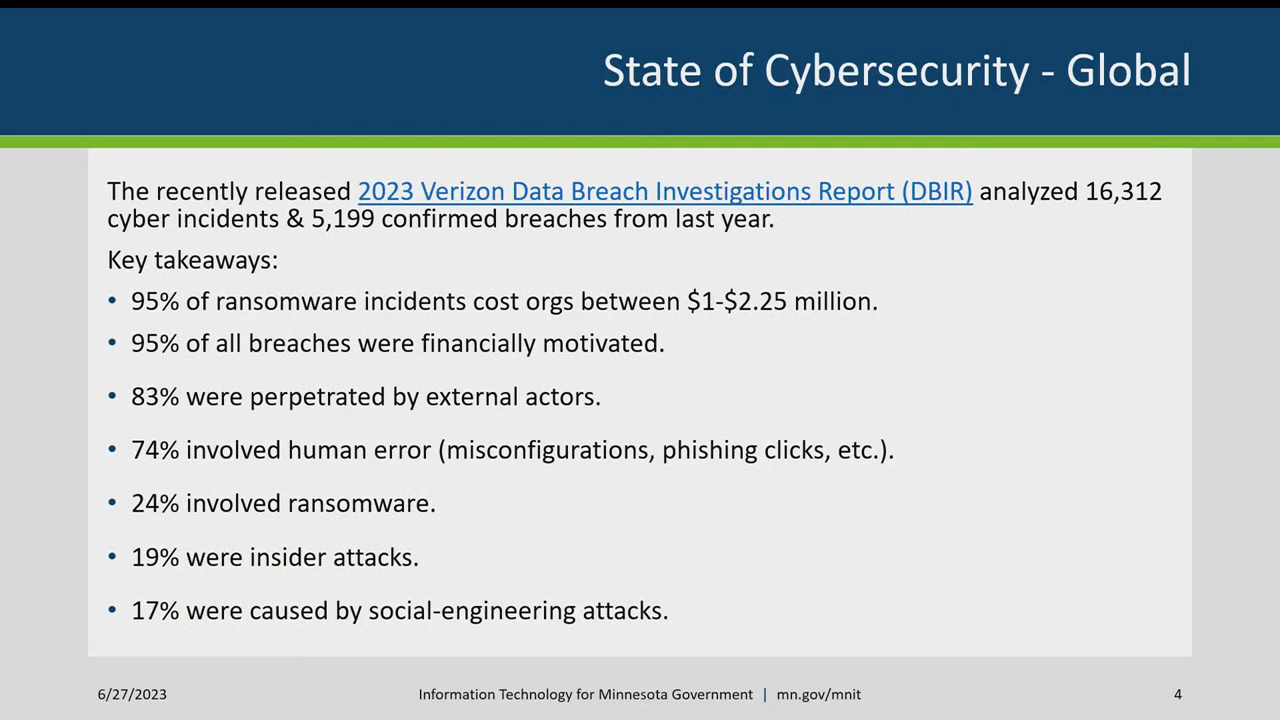 State of Cybersecurity - Global
The recently released 2023 Verizon Data Breach Investigations Report (DBIR) analyzed 16,312
cyber incidents & 5,199 confirmed breaches from last year.
Key takeaways:
• 95% of ransomware incidents cost orgs between $1-$2.25 million.
• 95% of all breaches were financially motivated.
• 83% were perpetrated by external actors.
• 74% involved human error (misconfigurations, phishing clicks, etc.).
• 24% involved ransomware.
• 19% were insider attacks.
• 17% were caused by social-engineering attacks.
6/27/2023 Information Technology for Minnesota Government | mn.gov/mnit 4